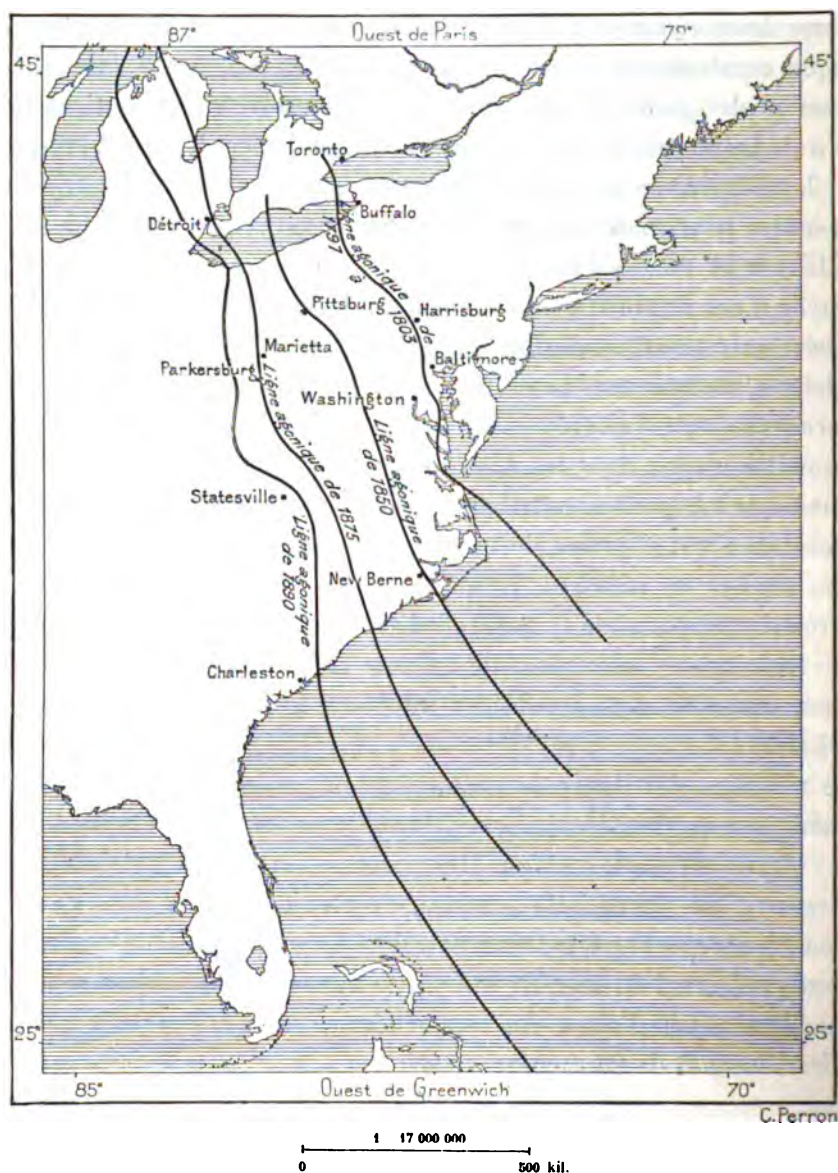 87°
Ouest de Paris
72°
45°
45°
Toronto
Buffalo
Détroit
Ligne agonique de
1797 à 1803
Pittsburg
Harrisburg
Marietta
Baltimore
Parkersburg
Washington
Ligne agonique de 1875
Ligne agonique
de 1850
Statesville
Ligne agonique
de 1890
New Berne
Charleston
25°
25°
85°
Ouest de Greenwich
70°
C. Perron
1 17 000 000
0
500 kil.